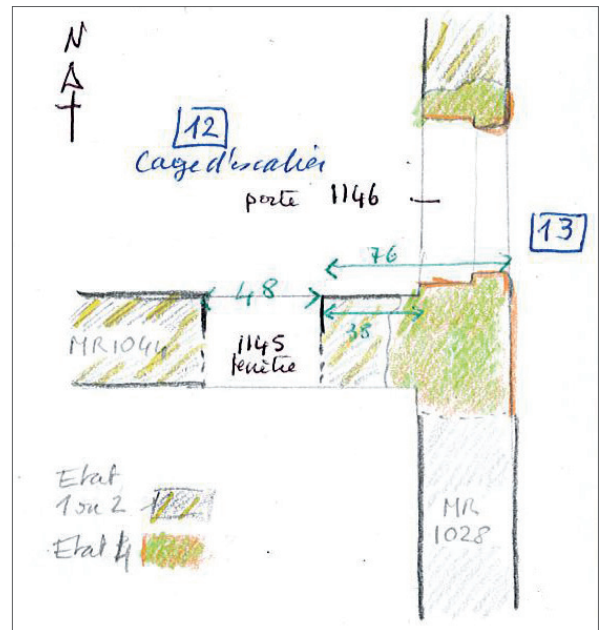 N
12
Cage d'escalier
porte 1146
13
76
48
38
MR1044
1145
fenêtre
Etat
1 ou 2
Etat 4
MR
1028